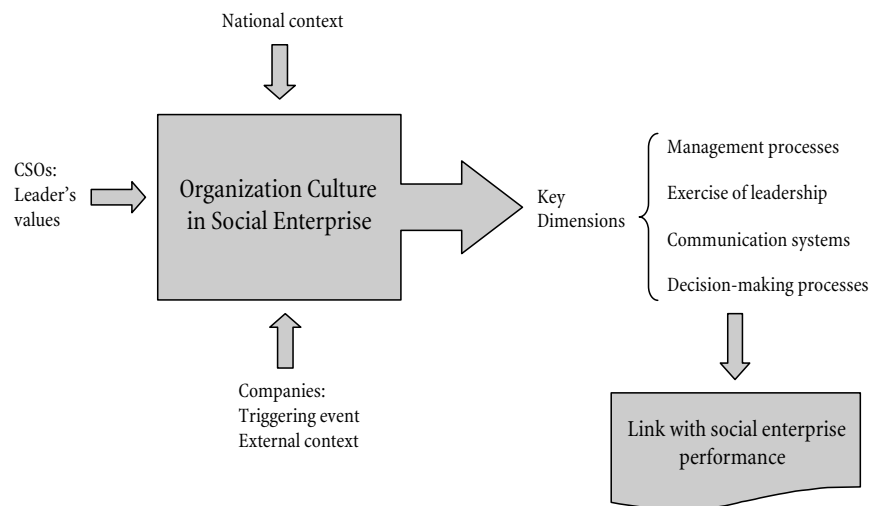 National context
CSOs:
Leader's
values
Organization Culture
in Social Enterprise
Companies:
Triggering event
External context
Key
Dimensions
Management processes
Exercise of leadership
Communication systems
Decision-making processes
Link with social enterprise
performance